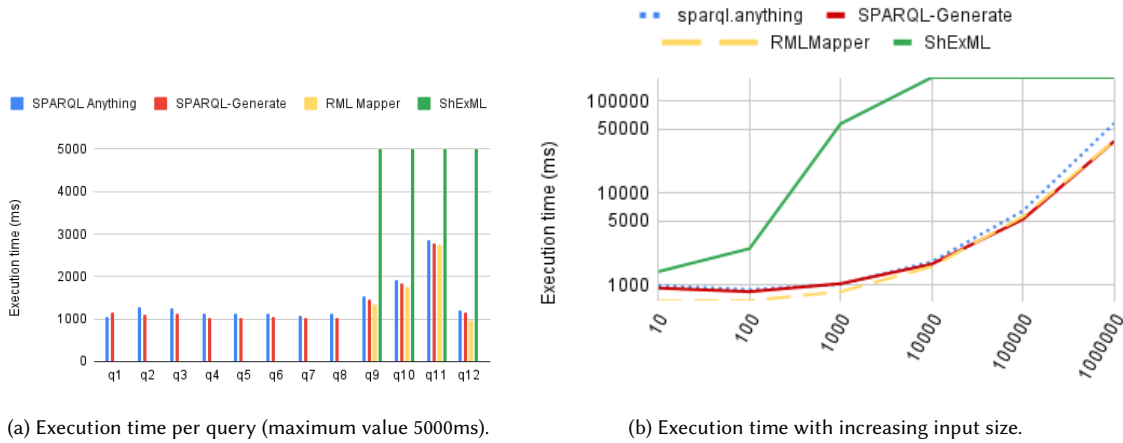 SPARQL Anything SPARQL-Generate RML Mapper ShExML
Execution time (ms)
5000
4000
3000
2000
1000
0
q1 q2 q3 q4 q5 q6 q7 q8 q9 q10 q11 q12
(a) Execution time per query (maximum value 5000ms).
sparql.anything SPARQL-Generate
RMLMapper ShExML
Execution time (ms)
100000
50000
10000
5000
1000
10 100 1000 10000 100000 1000000
(b) Execution time with increasing input size.